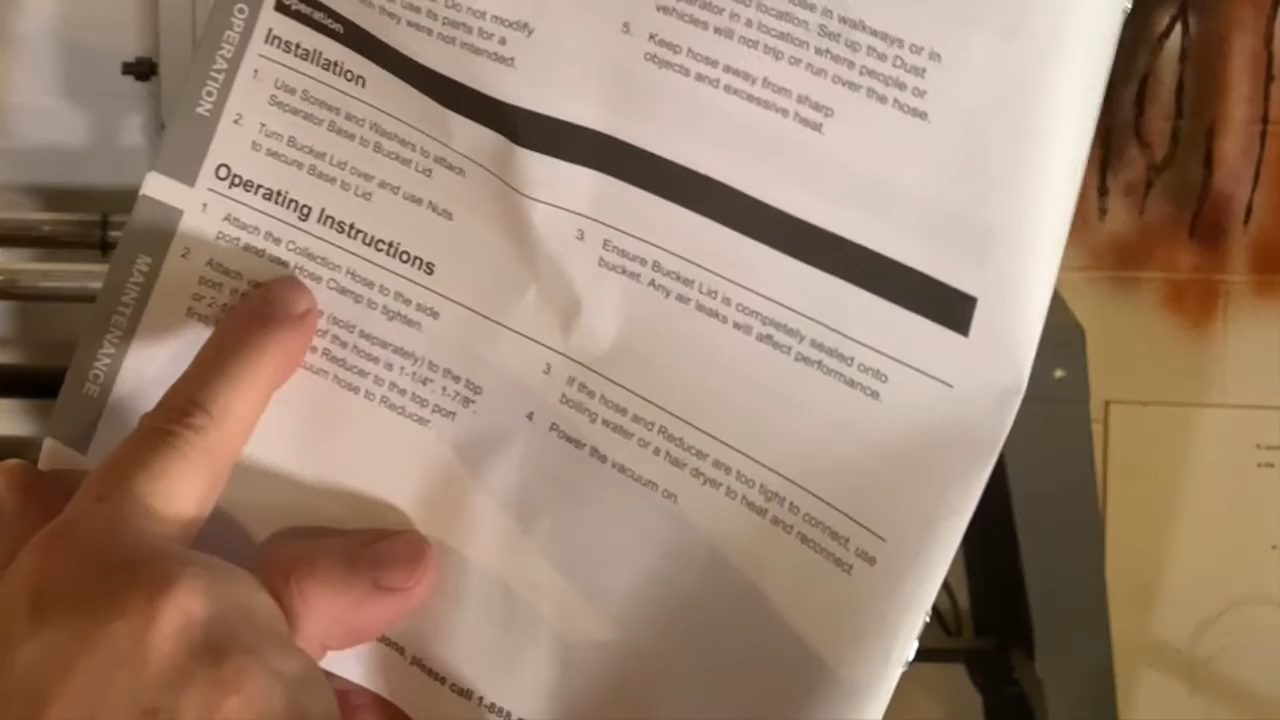 OPERATION
MAINTENANCE
Do not modify
use its parts for a
they were not intended.
in walkways or in
location. Set up the Dust
in a location where people or
vehicles will not trip or run over the hose.
5. Keep hose away from sharp
objects and excessive heat.
Operation
Installation
1. Use Screws and Washers to attach
Separator Base to Bucket Lid.
2. Turn Bucket Lid over and use Nuts
to secure Base to Lid.
3. Ensure Bucket Lid is completely sealed onto
bucket. Any air leaks will affect performance.
Operating Instructions
1. Attach the Collection Hose to the side
port and use Hose Clamp to tighten.
2. Attach
(sold separately) to the top
port, of the hose is 1-1/4", 1-7/8",
or Reducer to the top port
hose to Reducer.
3. If the hose and Reducer are too tight to connect, use
boiling water or a hair dryer to heat and reconnect.
4. Power the vacuum on.
please call 1-888-